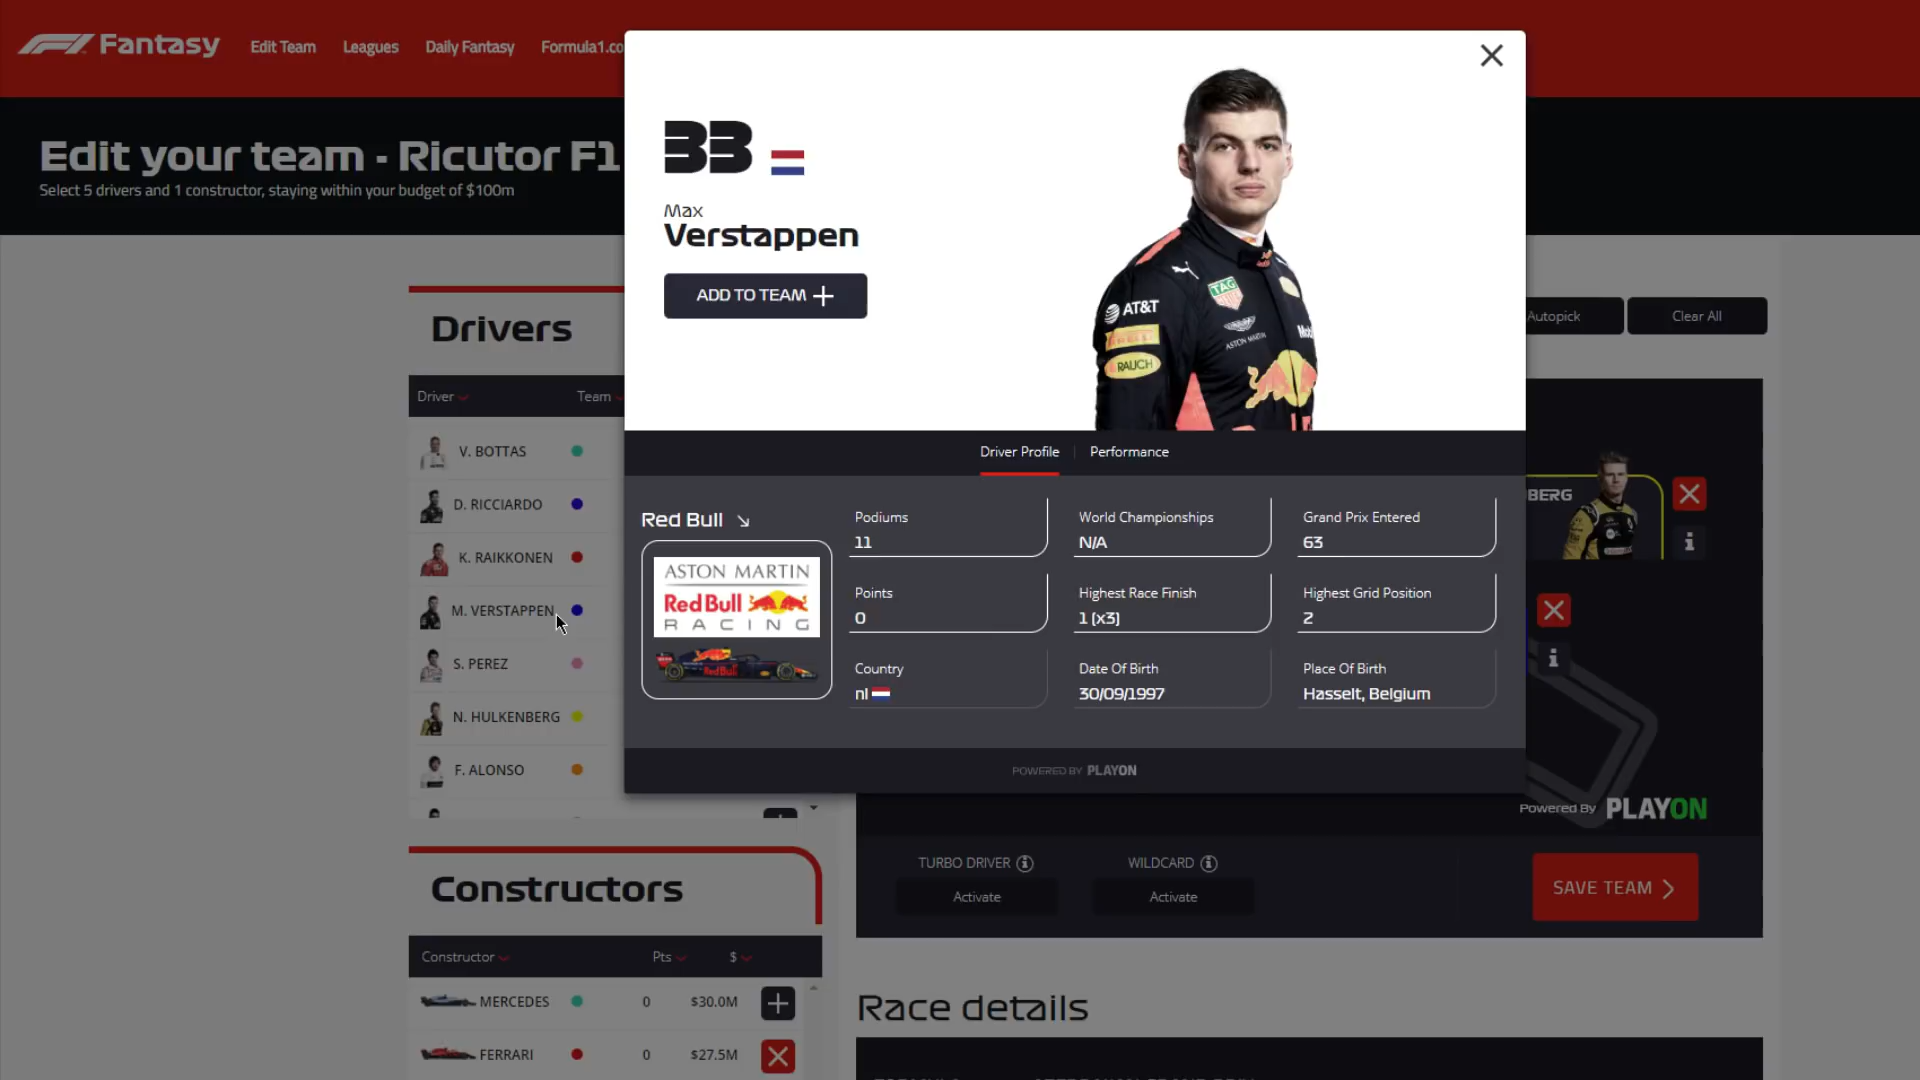 Fantasy
Edit Team
Leagues
Daily Fantasy
Formula1.co
Edit your team - Ricutor F1
Select 5 drivers and 1 constructor, staying within your budget of $100m
33
Max
Verstappen
ADD TO TEAM
TAG
AT&T
ASTON MARTIN
RAUCH
Drivers
Driver
Team
V. BOTTAS
D. RICCIARDO
K. RAIKKONEN
M. VERSTAPPEN
S. PEREZ
N. HULKENBERG
F. ALONSO
Autopick
Clear All
BERG
Driver Profile
Performance
Red Bull
ASTON MARTIN
Red Bull
RACING
Podiums
11
World Championships
N/A
Grand Prix Entered
63
Points
0
Highest Race Finish
1 (x3)
Highest Grid Position
2
Country
nl
Date Of Birth
30/09/1997
Place Of Birth
Hasselt, Belgium
POWERED BY PLAYON
Powered By PLAYON
TURBO DRIVER
Activate
WILDCARD
Activate
SAVE TEAM
Constructors
Constructor
Pts
$
MERCEDES
0
$30.0M
FERRARI
0
$27.5M
Race details